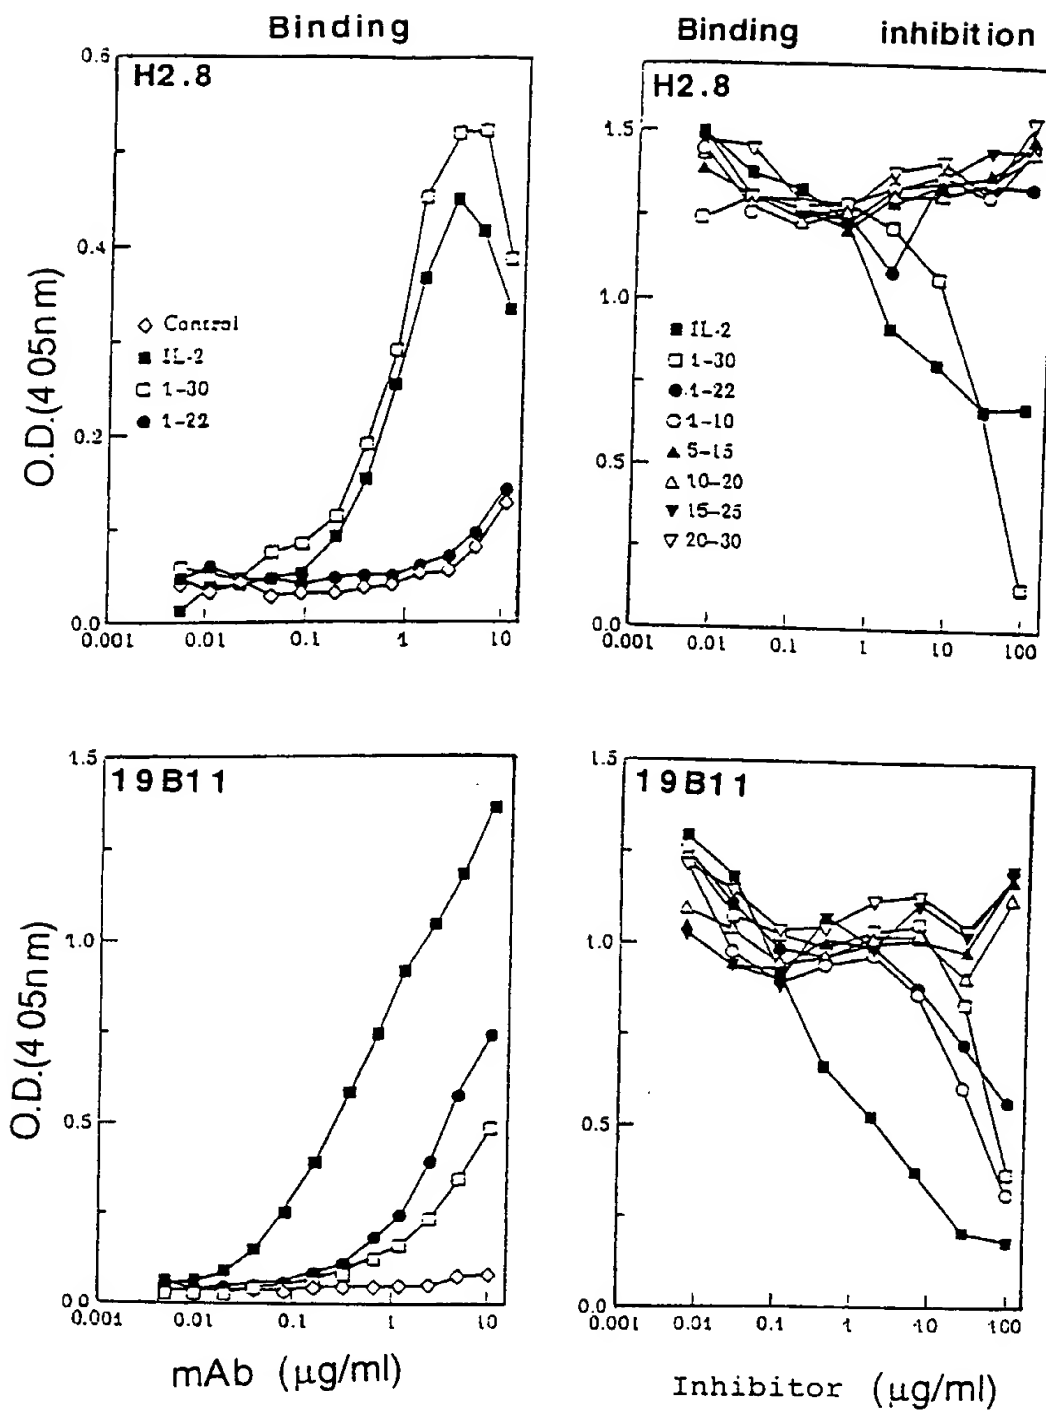 Binding
Binding inhibition
H2.8
0.6
0.4
0.2
0.0
O.D.(405nm)
Control
IL-2
1-30
1-22
0.001 0.01 0.1 1 10
H2.8
1.5
1.0
0.5
0.0
IL-2
1-30
1-22
1-10
5-15
10-20
15-25
20-30
0.001 0.01 0.1 1 10 100
19B11
1.5
1.0
0.5
0.0
O.D.(405nm)
0.001 0.01 0.1 1 10
mAb (μg/ml)
19B11
1.5
1.0
0.5
0.0
0.001 0.01 0.1 1 10 100
Inhibitor (μg/ml)